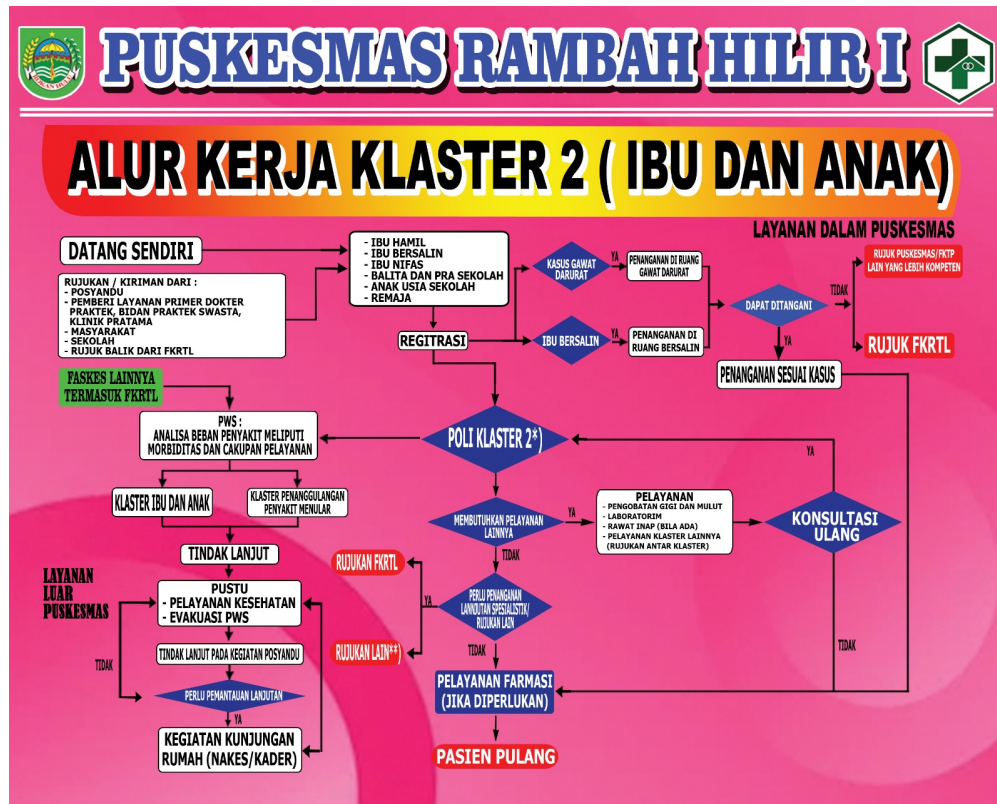 PUSKESMAS RAMBAH HILIR I
ALUR KERJA KLASTER 2 ( IBU DAN ANAK)
LAYANAN DALAM PUSKESMAS
DATANG SENDIRI
RUJUKAN / KIRIMAN DARI :
- POSYANDU
- PEMBERI LAYANAN PRIMER DOKTER
PRAKTEK, BIDAN PRAKTEK SWASTA,
KLINIK PRATAMA
- MASYARAKAT
- SEKOLAH
- RUJUK BALIK DARI FKRTL
- IBU HAMIL
- IBU BERSALIN
- IBU NIFAS
- BALITA DAN PRA SEKOLAH
- ANAK USIA SEKOLAH
- REMAJA
REGITRASI
KASUS GAWAT
DARURAT
YA
PENANGANAN DI RUANG
GAWAT DARURAT
IBU BERSALIN
YA
PENANGANAN DI
RUANG BERSALIN
DAPAT DITANGANI
TIDAK
RUJUK PUSKESMAS/FKTP
LAIN YANG LEBIH KOMPETEN
RUJUK FKRTL
YA
PENANGANAN SESUAI KASUS
FASKES LAINNYA
TERMASUK FKRTL
PWS :
ANALISA BEBAN PENYAKIT MELIPUTI
MORBIDITAS DAN CAKUPAN PELAYANAN
POLI KLASTER 2*)
YA
KLASTER IBU DAN ANAK
KLASTER PENANGGULANGAN
PENYAKIT MENULAR
MEMBUTUHKAN PELAYANAN
LAINNYA
YA
PELAYANAN
- PENGOBATAN GIGI DAN MULUT
- LABORATORIM
- RAWAT INAP (BILA ADA)
- PELAYANAN KLASTER LAINNYA
(RUJUKAN ANTAR KLASTER)
KONSULTASI
ULANG
TIDAK
TINDAK LANJUT
LAYANAN
LUAR
PUSKESMAS
PUSTU
- PELAYANAN KESEHATAN
- EVAKUASI PWS
RUJUKAN FKRTL
YA
RUJUKAN LAIN**)
PERLU PENANGANAN
LANNJUTAN SPESIALISTIK/
RUJUKAN LAIN
TIDAK
TIDAK
TINDAK LANJUT PADA KEGIATAN POSYANDU
TIDAK
PERLU PEMANTAUAN LANJUTAN
YA
KEGIATAN KUNJUNGAN
RUMAH (NAKES/KADER)
PELAYANAN FARMASI
(JIKA DIPERLUKAN)
PASIEN PULANG